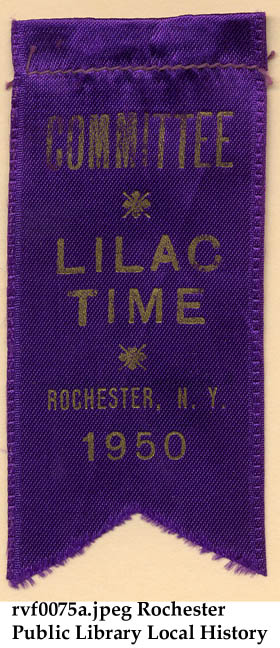 COMMITTEE
LILAC
TIME
ROCHESTER, N. Y.
1950
rvf0075a.jpeg Rochester
Public Library Local History